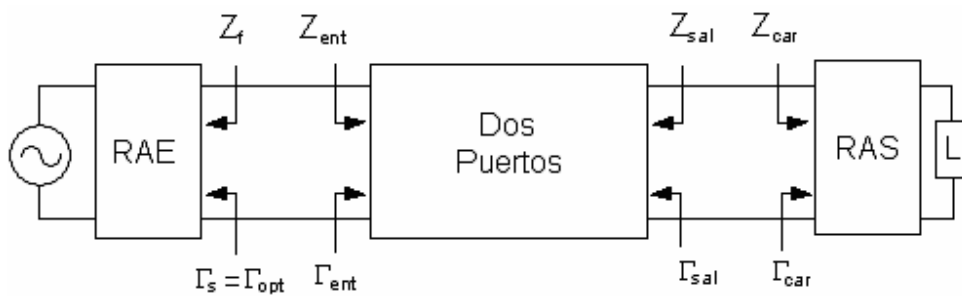 Z_f
Z_ent
Z_sal
Z_car
RAE
Dos
Puertos
RAS
L
Γ_s = Γ_opt
Γ_ent
Γ_sal
Γ_car